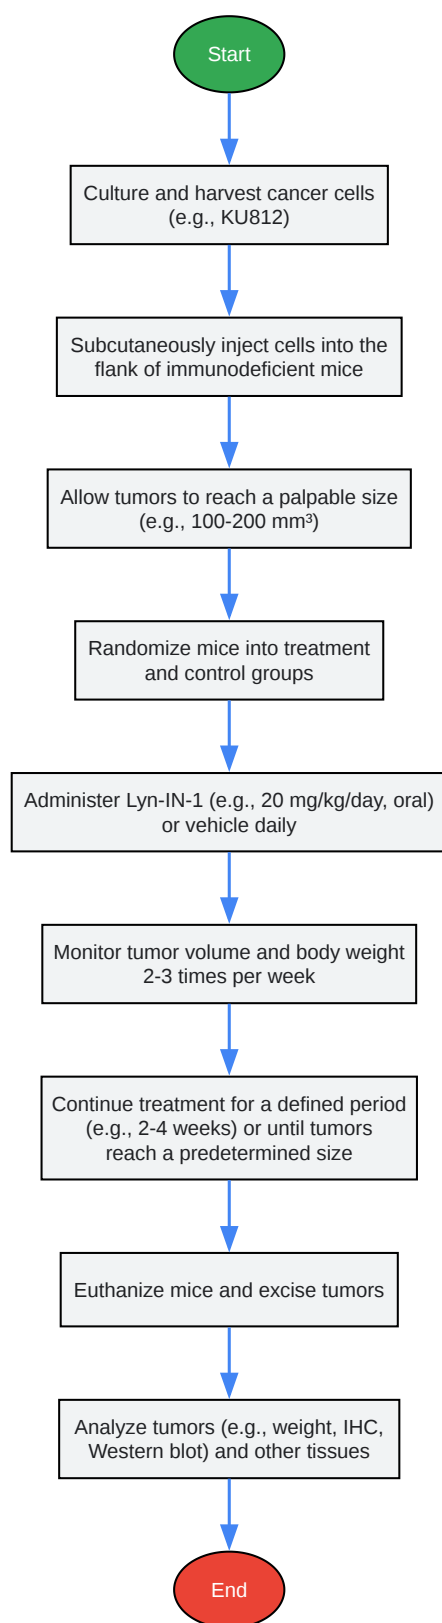 Start
Culture and harvest cancer cells
(e.g., KU812)
Subcutaneously inject cells into the
flank of immunodeficient mice
Allow tumors to reach a palpable size
(e.g., 100-200 mm³)
Randomize mice into treatment
and control groups
Administer Lyn-IN-1 (e.g., 20 mg/kg/day, oral)
or vehicle daily
Monitor tumor volume and body weight
2-3 times per week
Continue treatment for a defined period
(e.g., 2-4 weeks) or until tumors
reach a predetermined size
Euthanize mice and excise tumors
Analyze tumors (e.g., weight, IHC,
Western blot) and other tissues
End